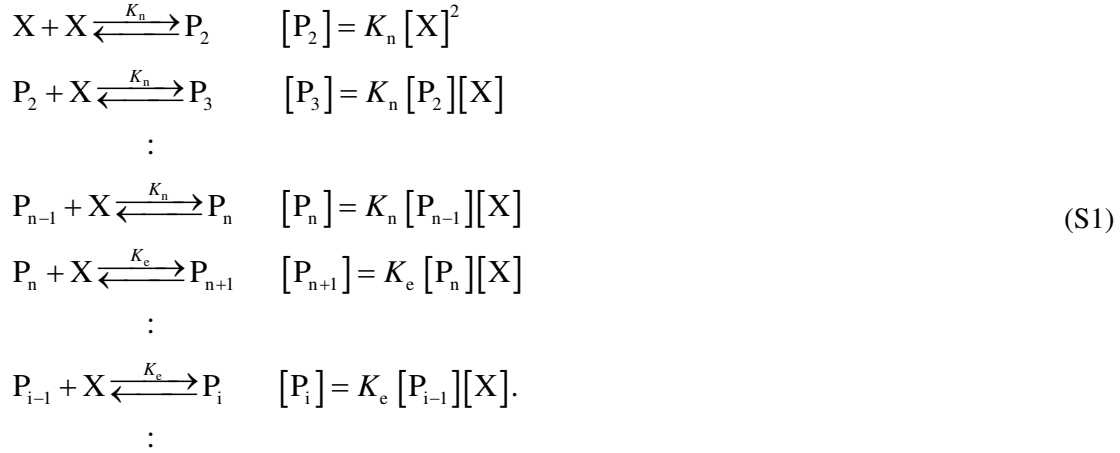 X + X ⇌ P₂ (Kₙ) [P₂] = Kₙ [X]²
P₂ + X ⇌ P₃ (Kₙ) [P₃] = Kₙ [P₂][X]
:
Pₙ₋₁ + X ⇌ Pₙ (Kₙ) [Pₙ] = Kₙ [Pₙ₋₁][X]
(S1)
Pₙ + X ⇌ Pₙ₊₁ (Kₑ) [Pₙ₊₁] = Kₑ [Pₙ][X]
:
Pᵢ₋₁ + X ⇌ Pᵢ (Kₑ) [Pᵢ] = Kₑ [Pᵢ₋₁][X].
: